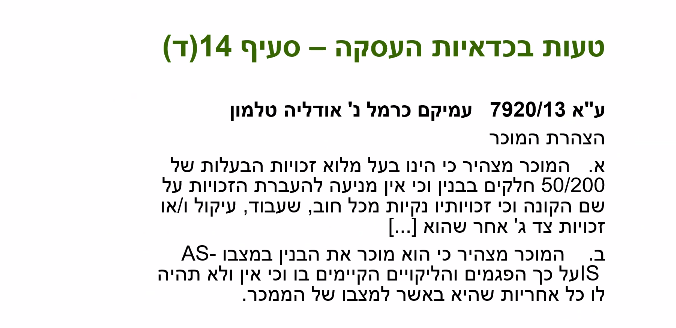 טעות בכדאיות העסקה – סעיף 14(ד)
ע"א 7920/13 עמיקם כרמל נ' אודליה טלמון
הצהרת המוכר
א. המוכר מצהיר כי הינו בעל מלוא זכויות הבעלות של
50/200 חלקים בבנין וכי אין מניעה להעברת הזכויות על
שם הקונה וכי זכויותיו נקיות מכל חוב, שעבוד, עיקול ו/או
זכויות צד ג' אחר שהוא [...]
ב. המוכר מצהיר כי הוא מוכר את הבנין במצבו AS-
IS על כך הפגמים והליקויים הקיימים בו וכי אין ולא תהיה
לו כל אחריות שהיא באשר למצבו של הממכר.